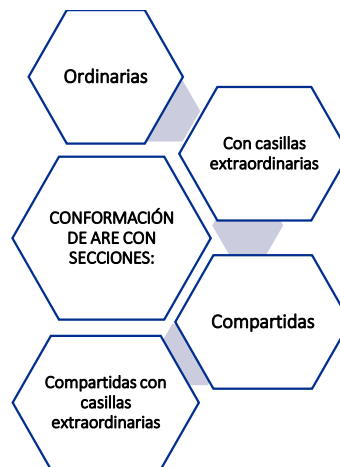 Ordinarias
Con casillas
extraordinarias
CONFORMACIÓN
DE ARE CON
SECCIONES:
Compartidas
Compartidas con
casillas
extraordinarias